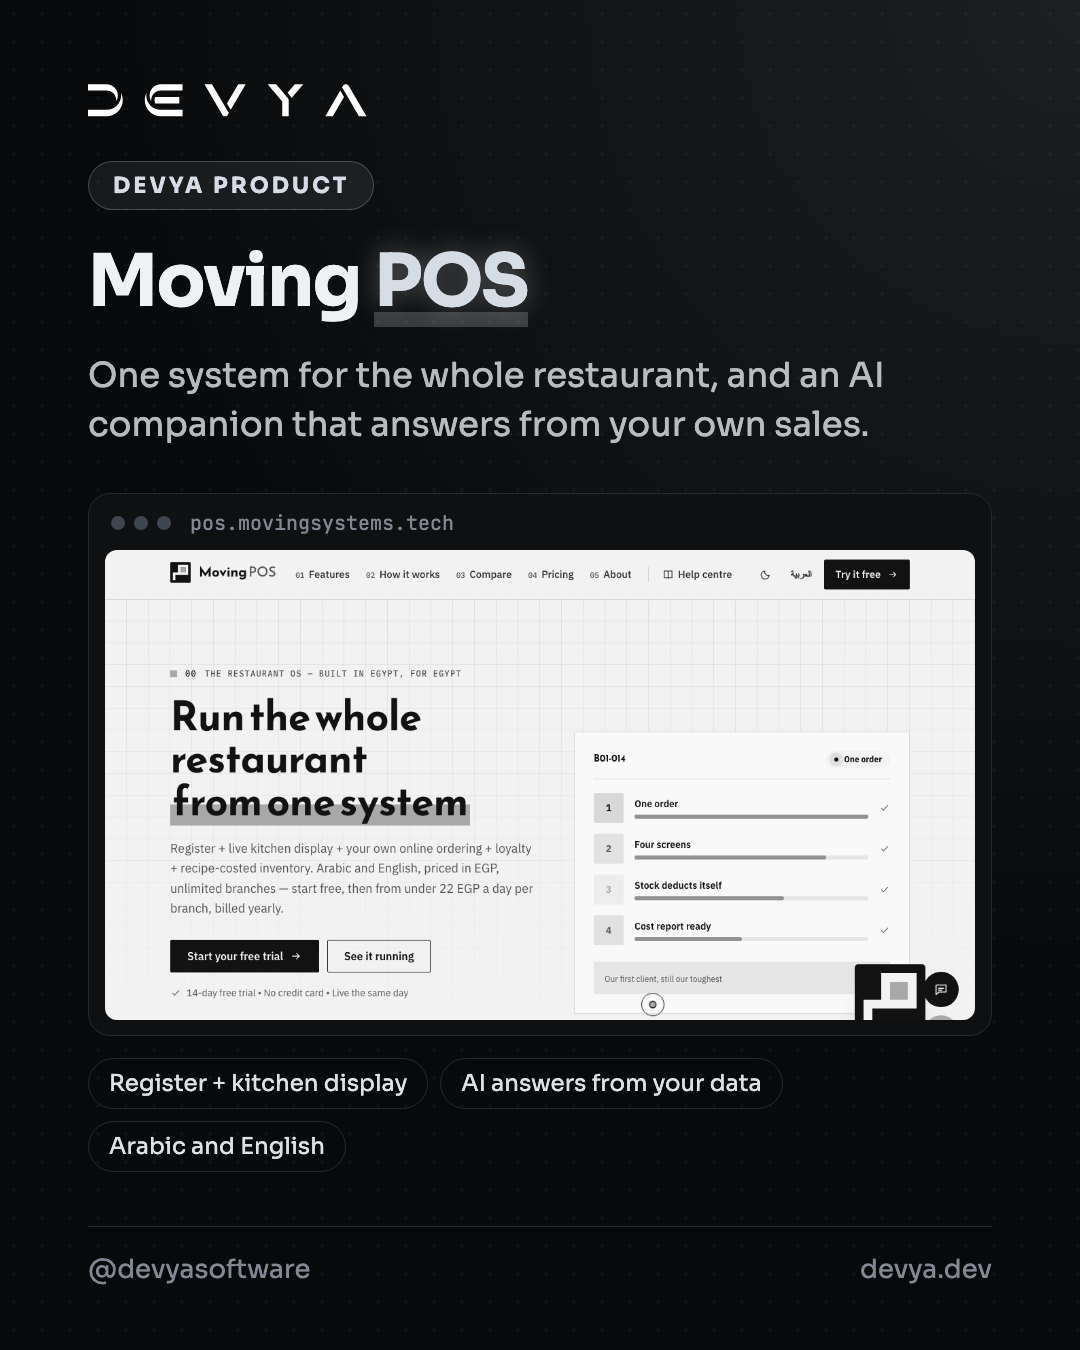 DEVYA
DEVYA PRODUCT
Moving POS
One system for the whole restaurant, and an AI
companion that answers from your own sales.
pos.movingsystems.tech
Moving POS
01 Features
02 How it works
03 Compare
04 Pricing
05 About
Help centre
العربية
Try it free →
00 THE RESTAURANT OS — BUILT IN EGYPT, FOR EGYPT
Run the whole
restaurant
from one system
Register + live kitchen display + your own online ordering + loyalty
+ recipe-costed inventory. Arabic and English, priced in EGP,
unlimited branches — start free, then from under 22 EGP a day per
branch, billed yearly.
Start your free trial →
See it running
14-day free trial • No credit card • Live the same day
B01-014
One order
1 One order
2 Four screens
3 Stock deducts itself
4 Cost report ready
Our first client, still our toughest
Register + kitchen display
AI answers from your data
Arabic and English
@devyasoftware
devya.dev